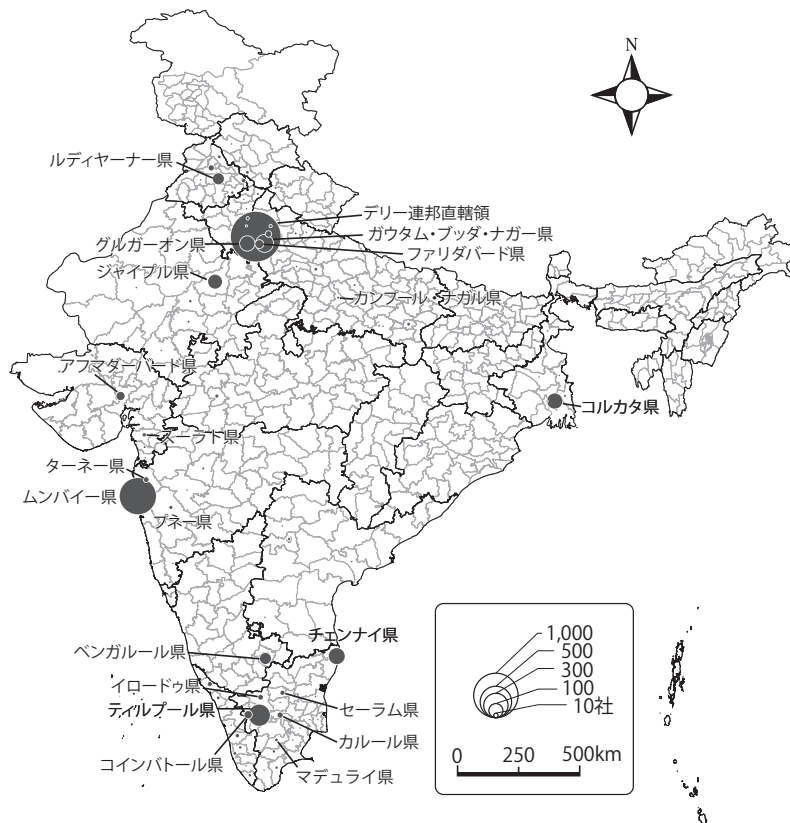 N
ルディヤーナー県
デリー連邦直轄領
ガウタム・ブッダ・ナガー県
グルガーオン県
ファリダバード県
ジャイプル県
カンプール・ナガル県
アフマダーバード県
コルカタ県
スーラト県
ターネー県
ムンバイー県
プネー県
チェンナイ県
ベンガルール県
イロードゥ県
セーラム県
ティルプール県
カルール県
コインバトール県
マデュライ県
1,000
500
300
100
10社
0 250 500km